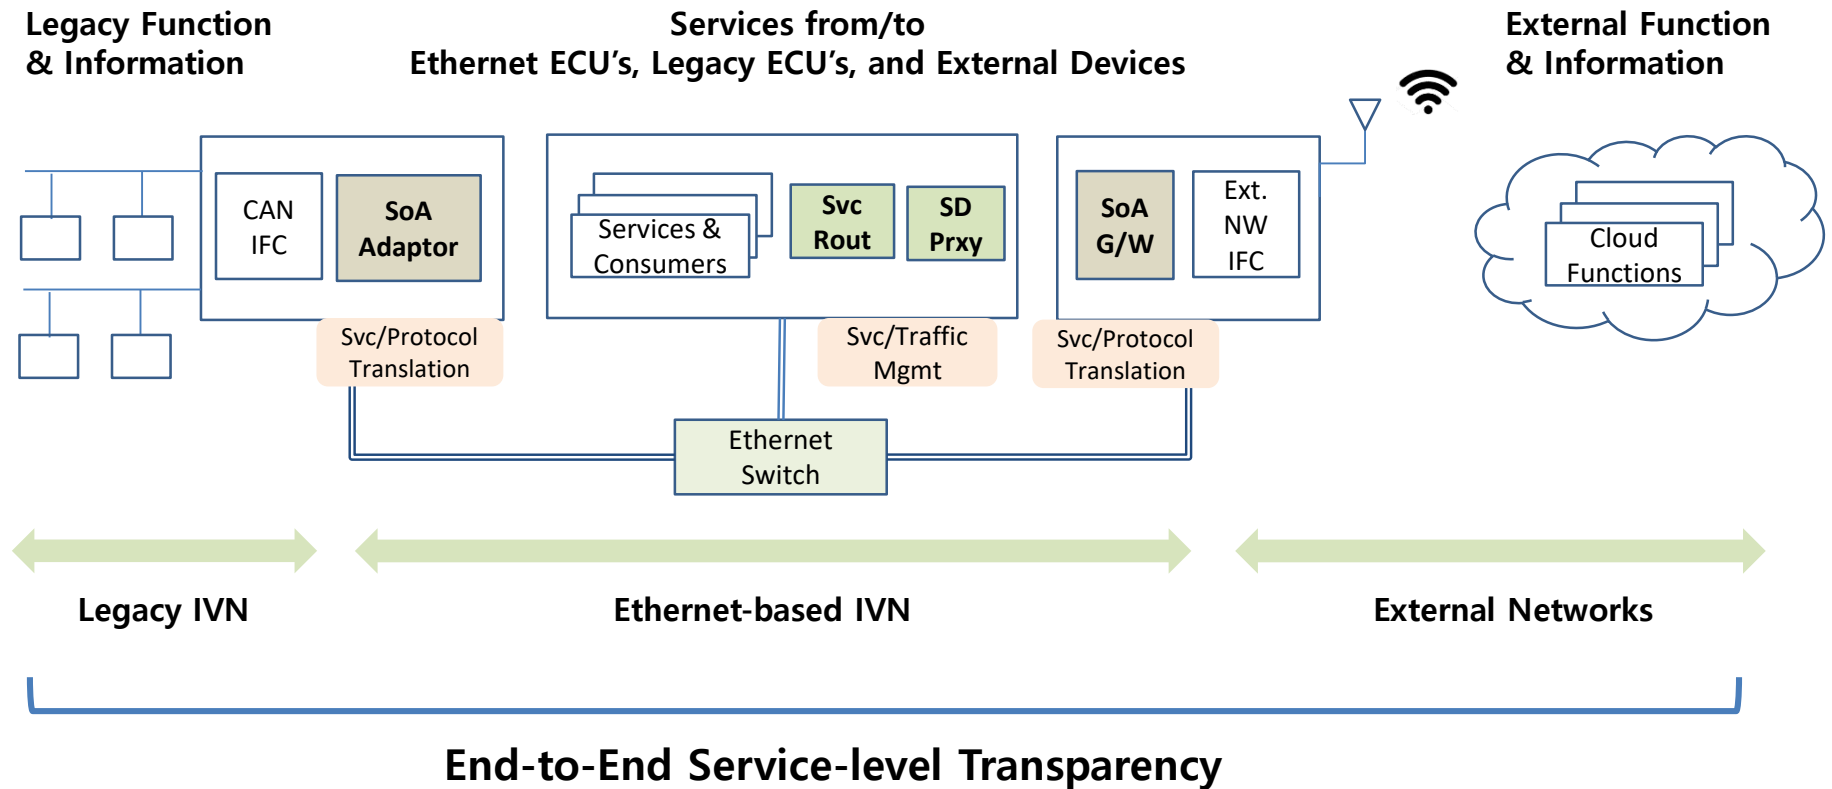 Legacy Function
& Information
Services from/to
Ethernet ECU's, Legacy ECU's, and External Devices
External Function
& Information
CAN
IFC
SoA
Adaptor
Services &
Consumers
Svc
Rout
SD
Prxy
SoA
G/W
Ext.
NW
IFC
Cloud
Functions
Svc/Protocol
Translation
Svc/Traffic
Mgmt
Svc/Protocol
Translation
Ethernet
Switch
Legacy IVN
Ethernet-based IVN
External Networks
End-to-End Service-level Transparency